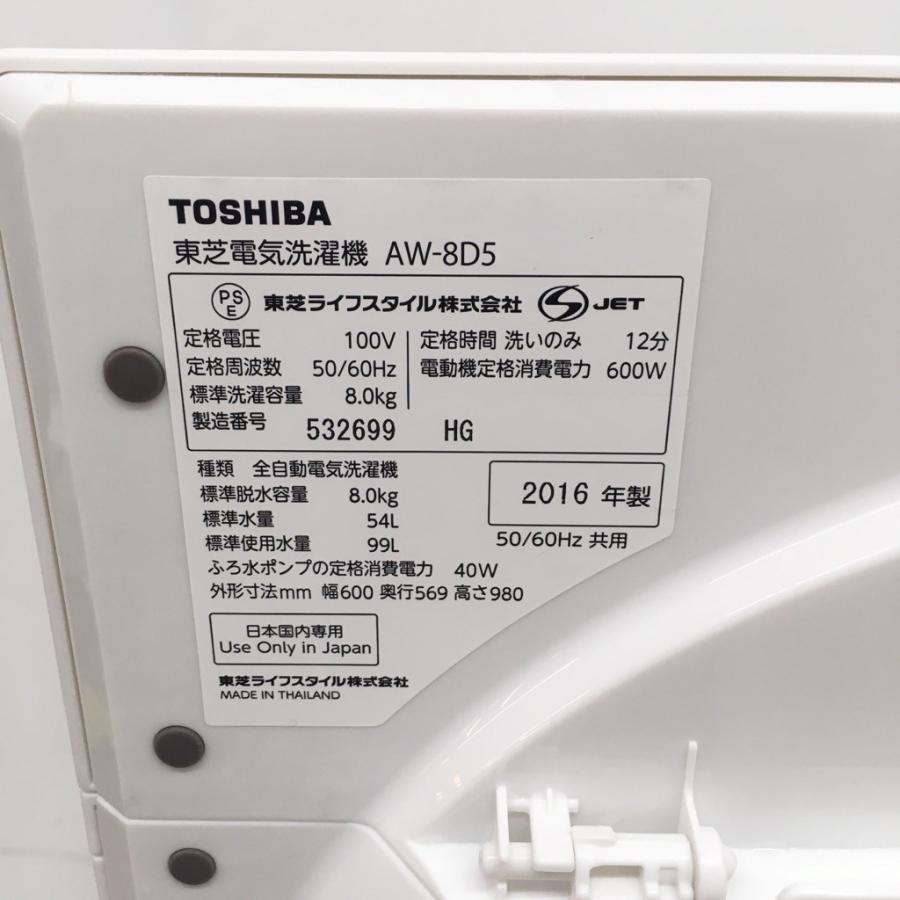 TOSHIBA
東芝電気洗濯機 AW-8D5
PSE 東芝ライフスタイル株式会社 JET
定格電圧 100V
定格周波数 50/60Hz
標準洗濯容量 8.0kg
定格時間 洗いのみ 12分
電動機定格消費電力 600W
製造番号 532699 HG
種類 全自動電気洗濯機
標準脱水容量 8.0kg
標準水量 54L
標準使用水量 99L
2016 年製
50/60Hz 共用
ふろ水ポンプの定格消費電力 40W
外形寸法mm 幅600 奥行569 高さ980
日本国内専用
Use Only in Japan
東芝ライフスタイル株式会社
MADE IN THAILAND